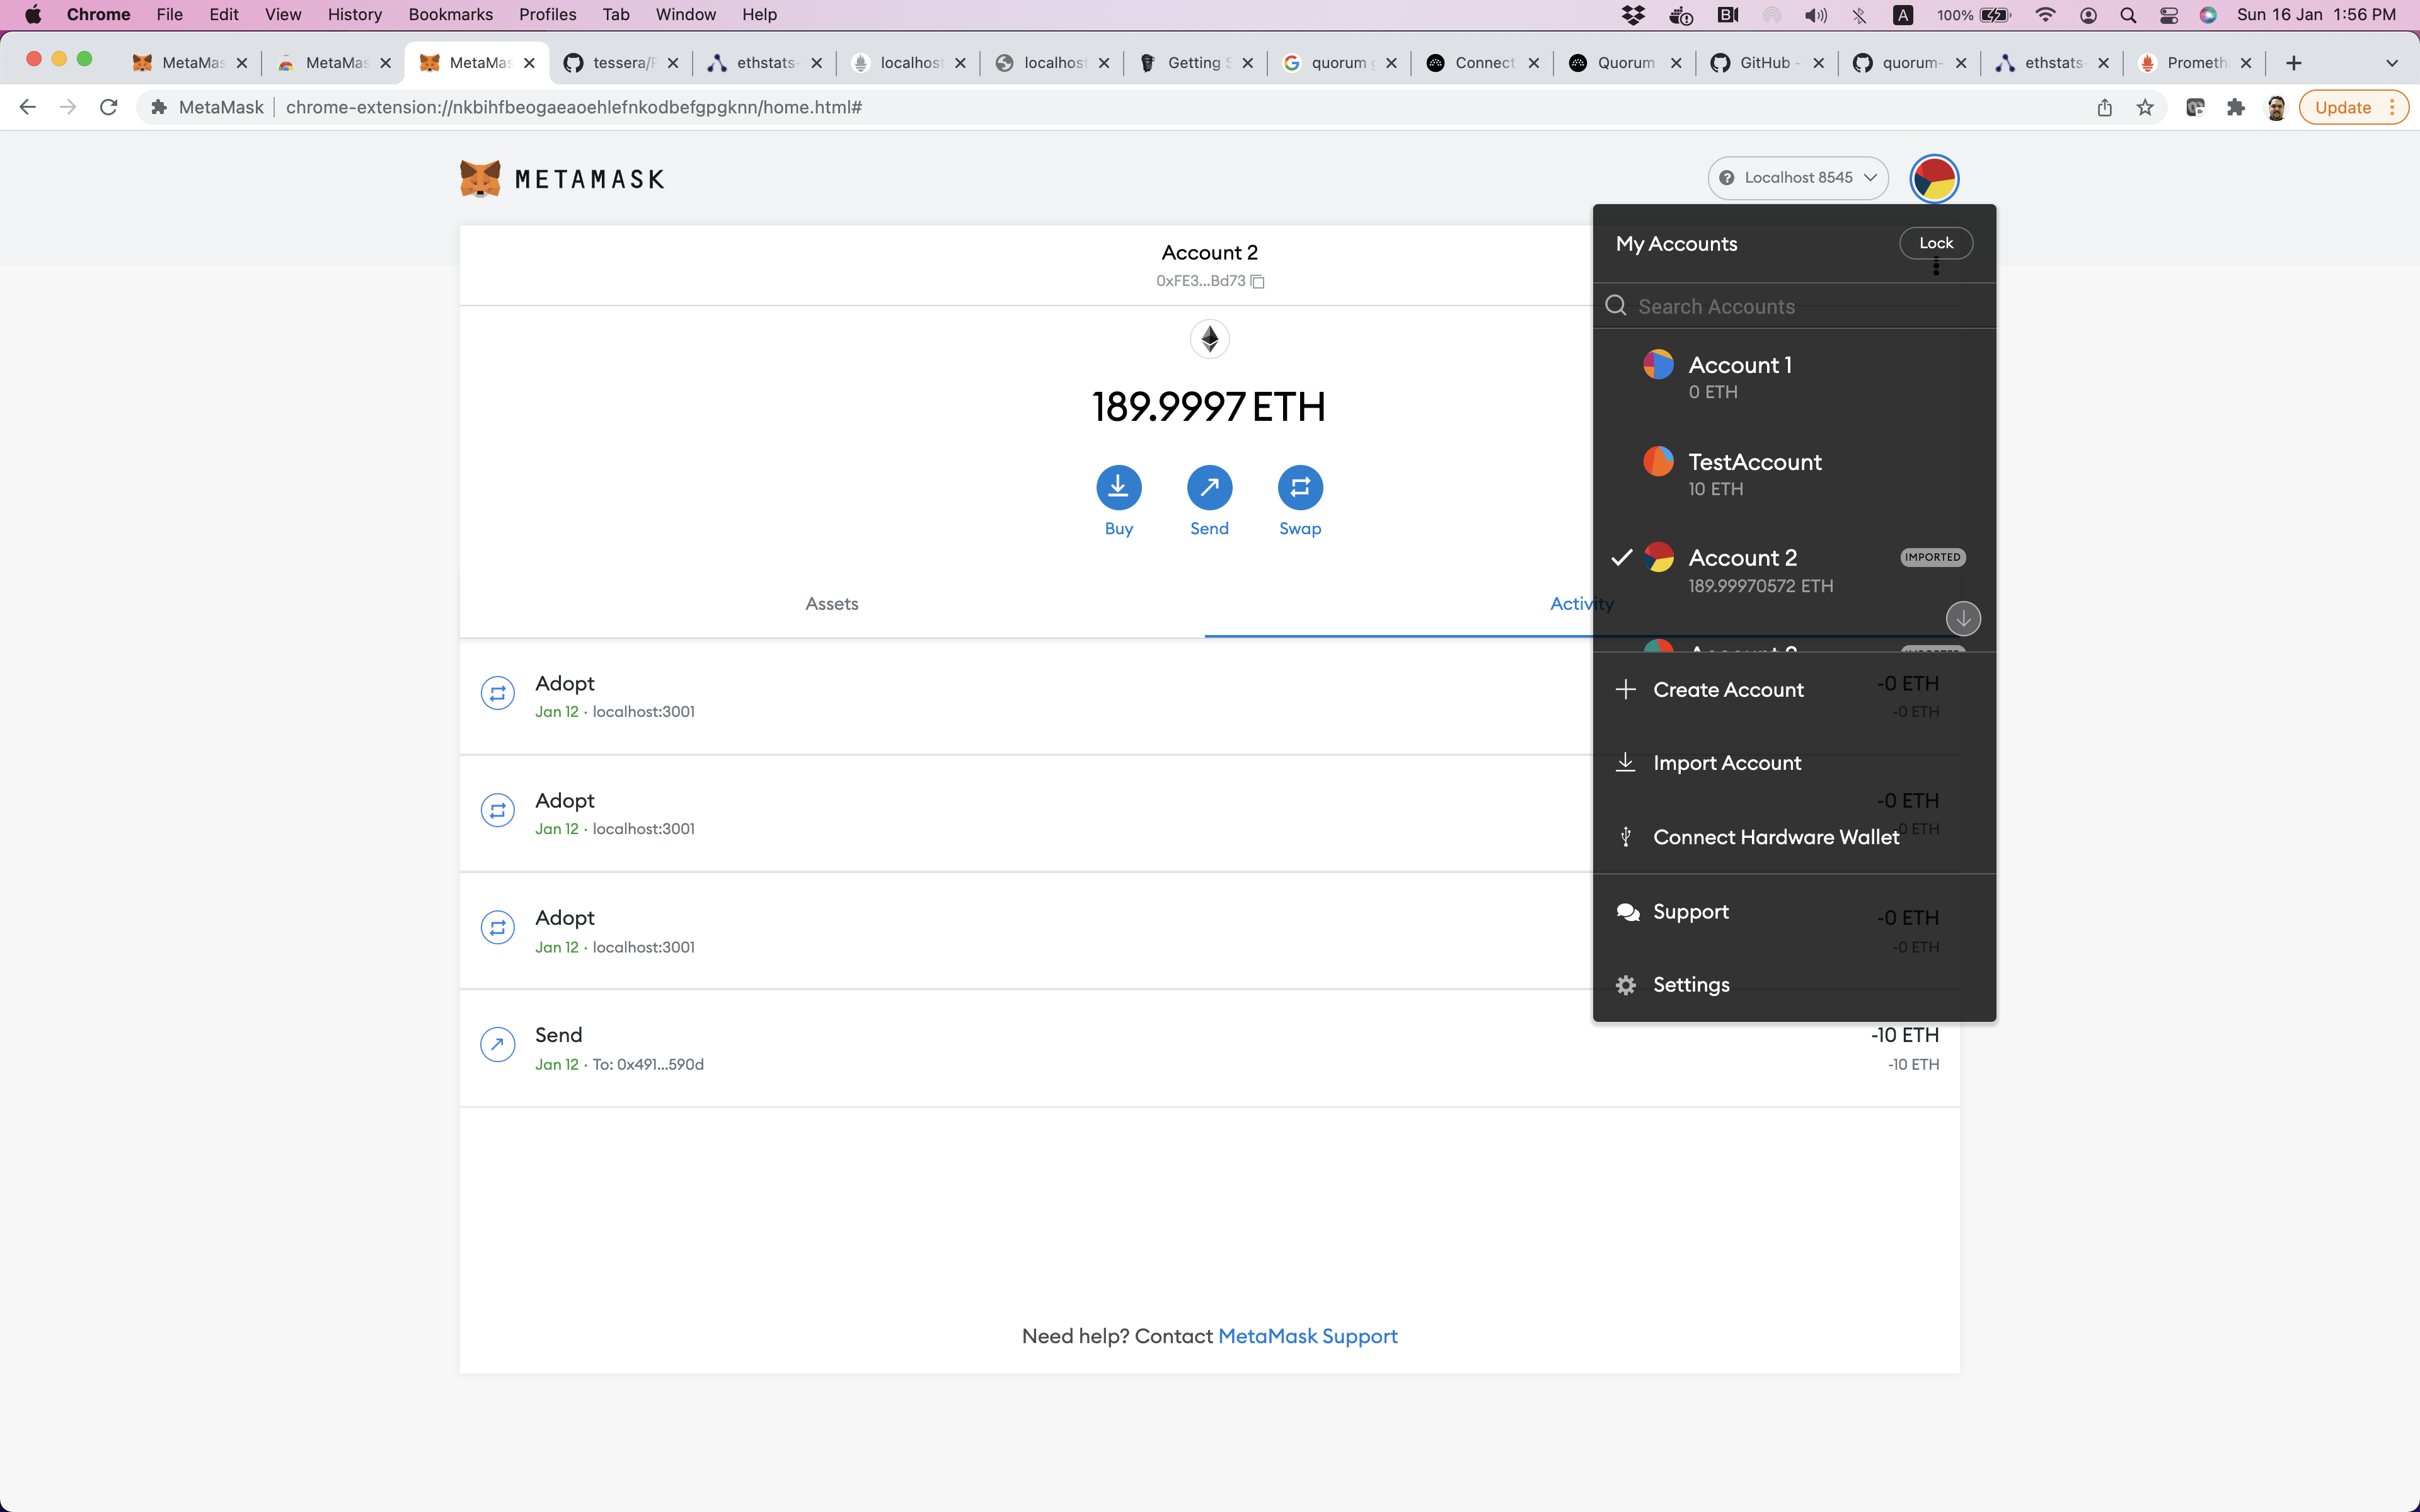 Chrome File Edit View History Bookmarks Profiles Tab Window Help A 100% Sun 16 Jan 1:56 PM
MetaMas MetaMas MetaMas tessera/ ethstats- localhost localhost Getting quorum Connect Quorum GitHub - quorum- ethstats- Prometh
MetaMask chrome-extension://nkbihfbeogaeaoehlefnkodbefgpgknn/home.html# Update
METAMASK Localhost 8545
My Accounts Lock
Account 2
0xFE3...Bd73
Search Accounts
189.9997 ETH
Account 1
0 ETH
TestAccount
10 ETH
Buy Send Swap
Account 2 IMPORTED
189.99970572 ETH
Assets Activity
Adopt
Jan 12 · localhost:3001
-0 ETH
-0 ETH
Create Account
Import Account
Adopt
Jan 12 · localhost:3001
-0 ETH
-0 ETH
Connect Hardware Wallet
Adopt
Jan 12 · localhost:3001
-0 ETH
-0 ETH
Support
Settings
Send
Jan 12 · To: 0x491...590d
-10 ETH
-10 ETH
Need help? Contact MetaMask Support